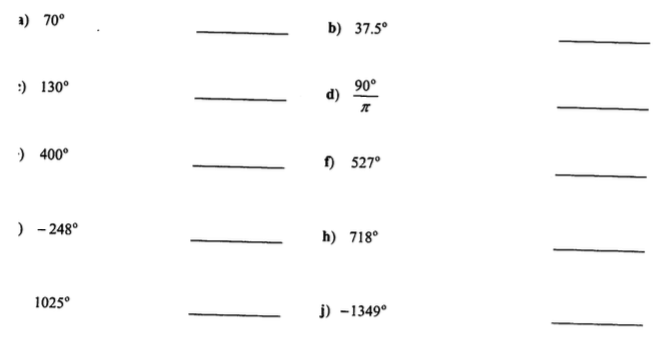 a) 70°
b) 37.5°
c) 130°
d) 90°
π
) 400°
f) 527°
) – 248°
h) 718°
1025°
j) –1349°